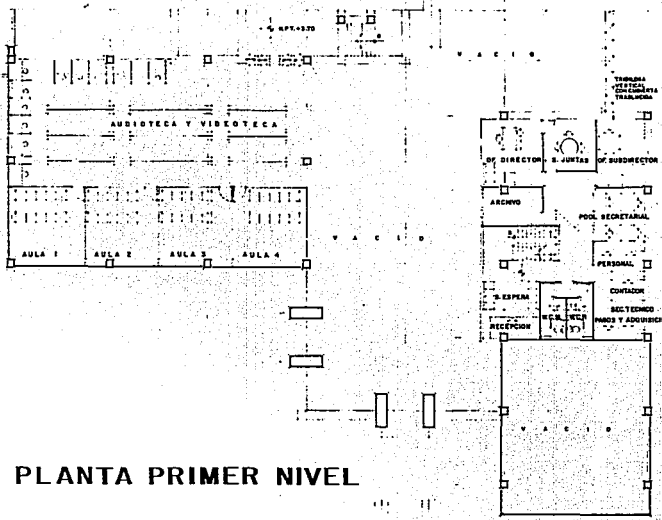 N.P.T.+3.70
V A C I O
TRIDILOSA
VERTICAL
CON CUBIERTA
TRASLUCIDA
AUDIOTECA Y VIDEOTECA
OF. DIRECTOR S. JUNTAS OF. SUBDIRECTOR
ARCHIVO
POOL SECRETARIAL
AULA 1 AULA 2 AULA 3 AULA 4
V A C I O
PERSONAL
S. ESPERA
CONTADOR
SEC. TECNICO
RECEPCION
PAGOS Y ADQUISICI
V A C I O
PLANTA PRIMER NIVEL